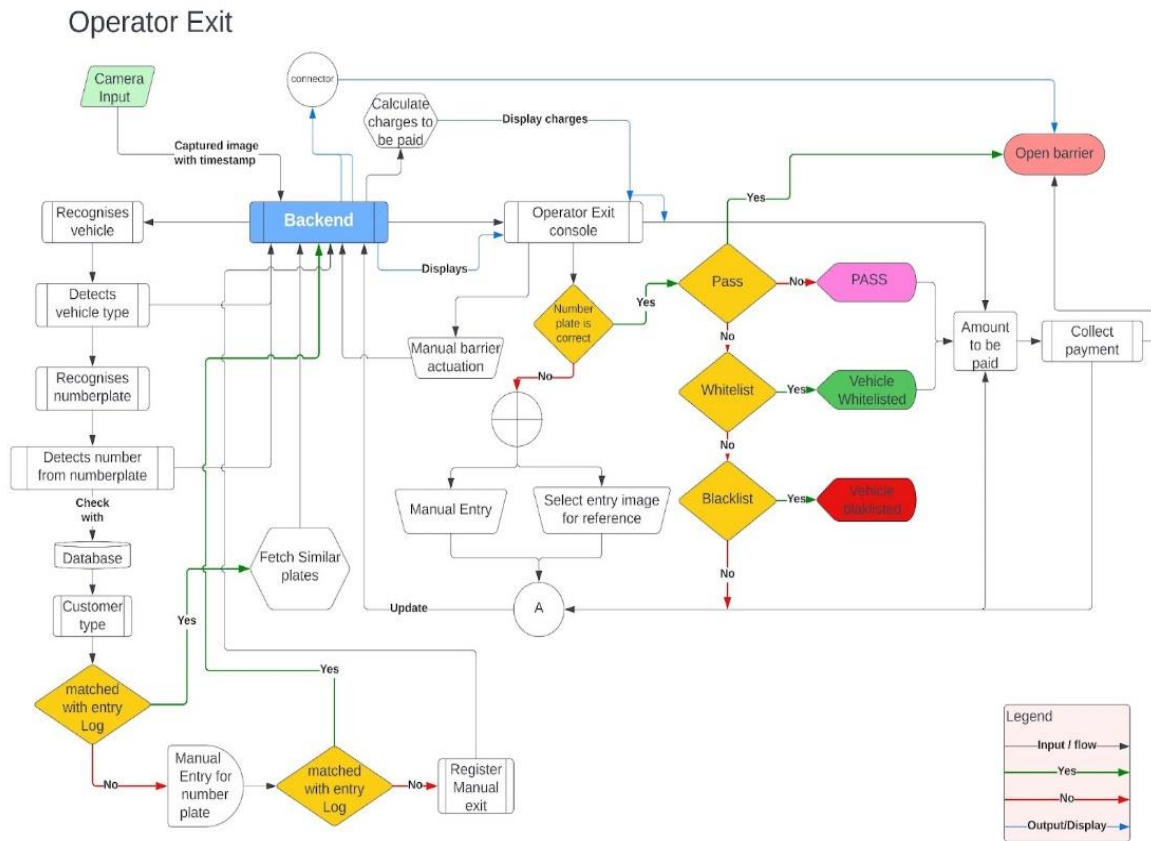 Operator Exit
Camera
Input
connector
Calculate
charges to
be paid
Display charges
Captured image
with timestamp
Open barrier
Yes
Recognises
vehicle
Backend
Operator Exit
console
Displays
Detects
vehicle type
Number
plate is
correct
Yes
Pass
No
PASS
Manual barrier
actuation
Amount
to be
paid
Collect
payment
No
No
Recognises
numberplate
Whitelist
Yes
Vehicle
Whitelisted
No
Detects number
from numberplate
Check
with
Manual Entry
Select entry image
for reference
Blacklist
Yes
Vehicle
blaklisted
Database
Fetch Similar
plates
No
Customer
type
Yes
Update
A
matched
with entry
Log
Yes
No
Manual
Entry for
number
plate
matched
with entry
Log
No
Register
Manual
exit
Legend
Input / flow
Yes
No
Output/Display